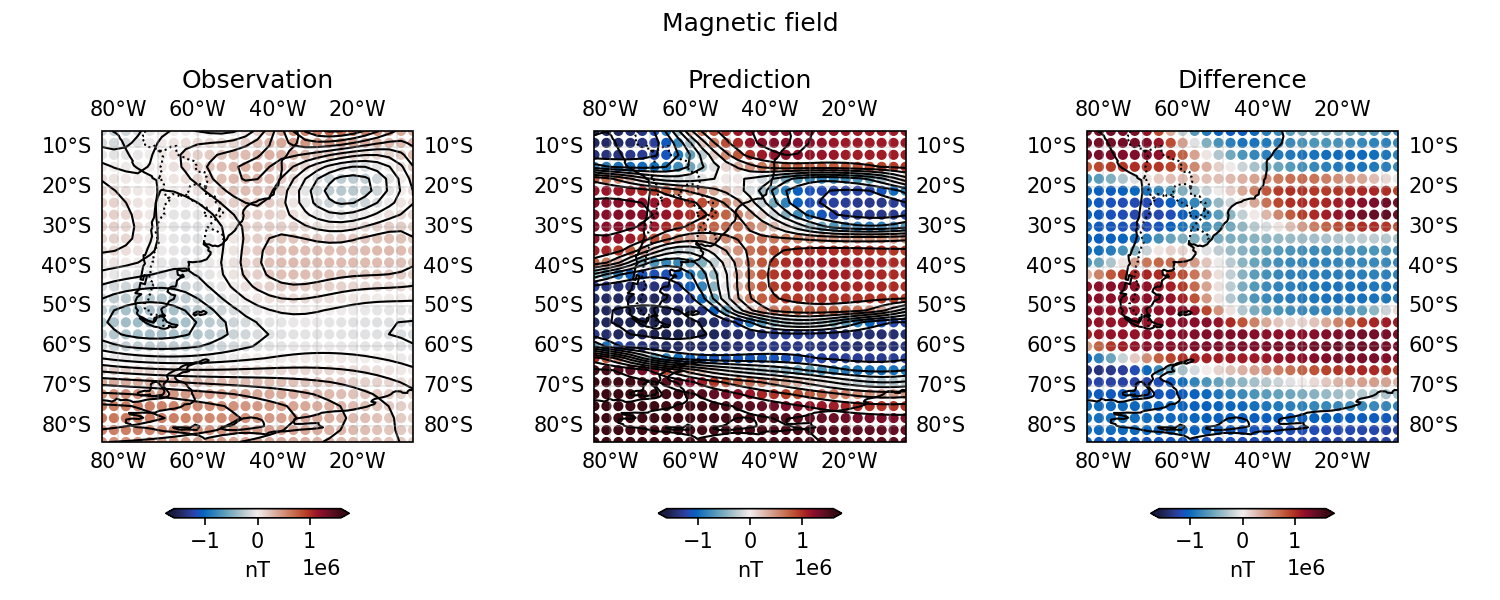 Magnetic field
Observation Prediction Difference
80°W 60°W 40°W 20°W 80°W 60°W 40°W 20°W 80°W 60°W 40°W 20°W
10°S 10°S 10°S 10°S 10°S 10°S
20°S 20°S 20°S 20°S 20°S 20°S
30°S 30°S 30°S 30°S 30°S 30°S
40°S 40°S 40°S 40°S 40°S 40°S
50°S 50°S 50°S 50°S 50°S 50°S
60°S 60°S 60°S 60°S 60°S 60°S
70°S 70°S 70°S 70°S 70°S 70°S
80°S 80°S 80°S 80°S 80°S 80°S
80°W 60°W 40°W 20°W 80°W 60°W 40°W 20°W 80°W 60°W 40°W 20°W
−1 0 1 −1 0 1 −1 0 1
nT 1e6 nT 1e6 nT 1e6